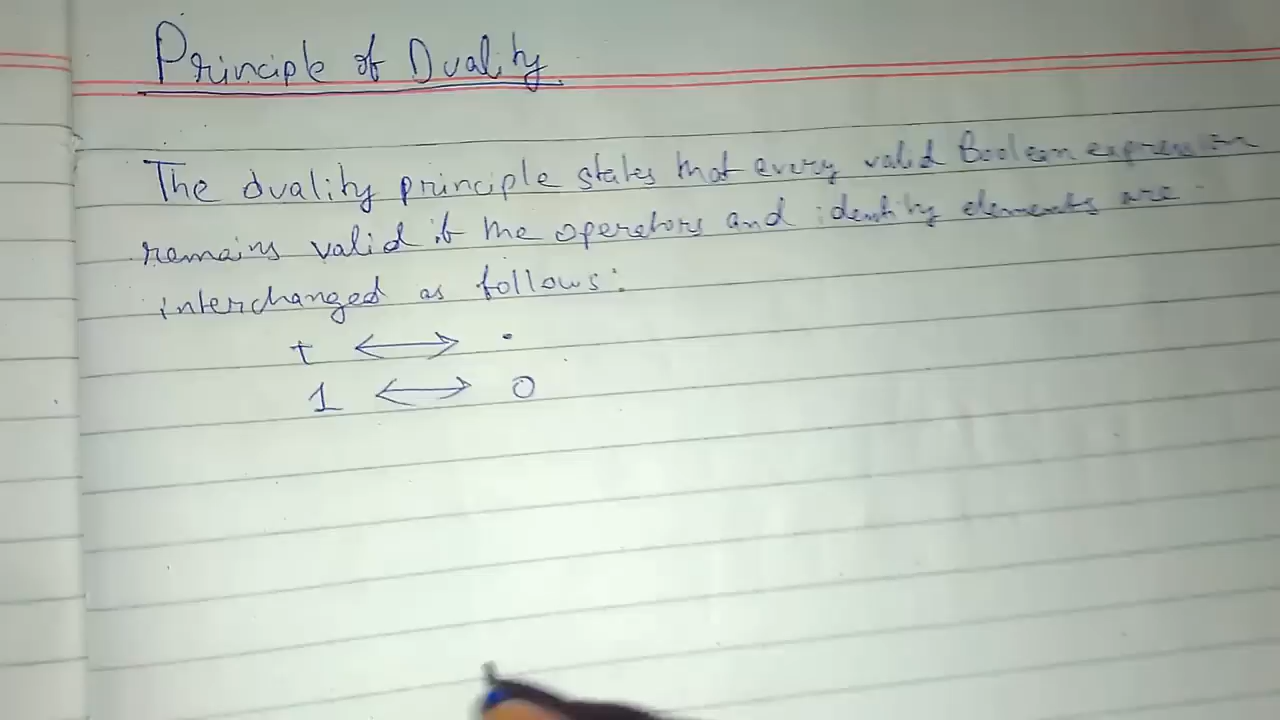 Principle of Duality.
The duality principle states that every valid Boolean expression
remains valid if the operators and identity elements are
interchanged as follows:
+ ⟷ ·
1 ⟷ 0